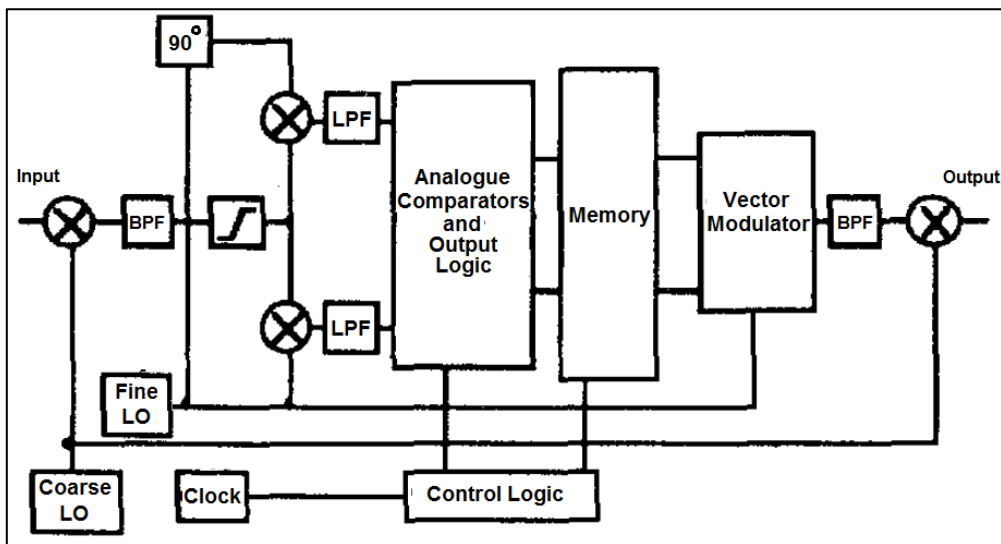 90°
LPF
Input
BPF
Analogue
Comparators
and
Output
Logic
Memory
Vector
Modulator
BPF
Output
LPF
Fine
LO
Coarse
LO
Clock
Control Logic